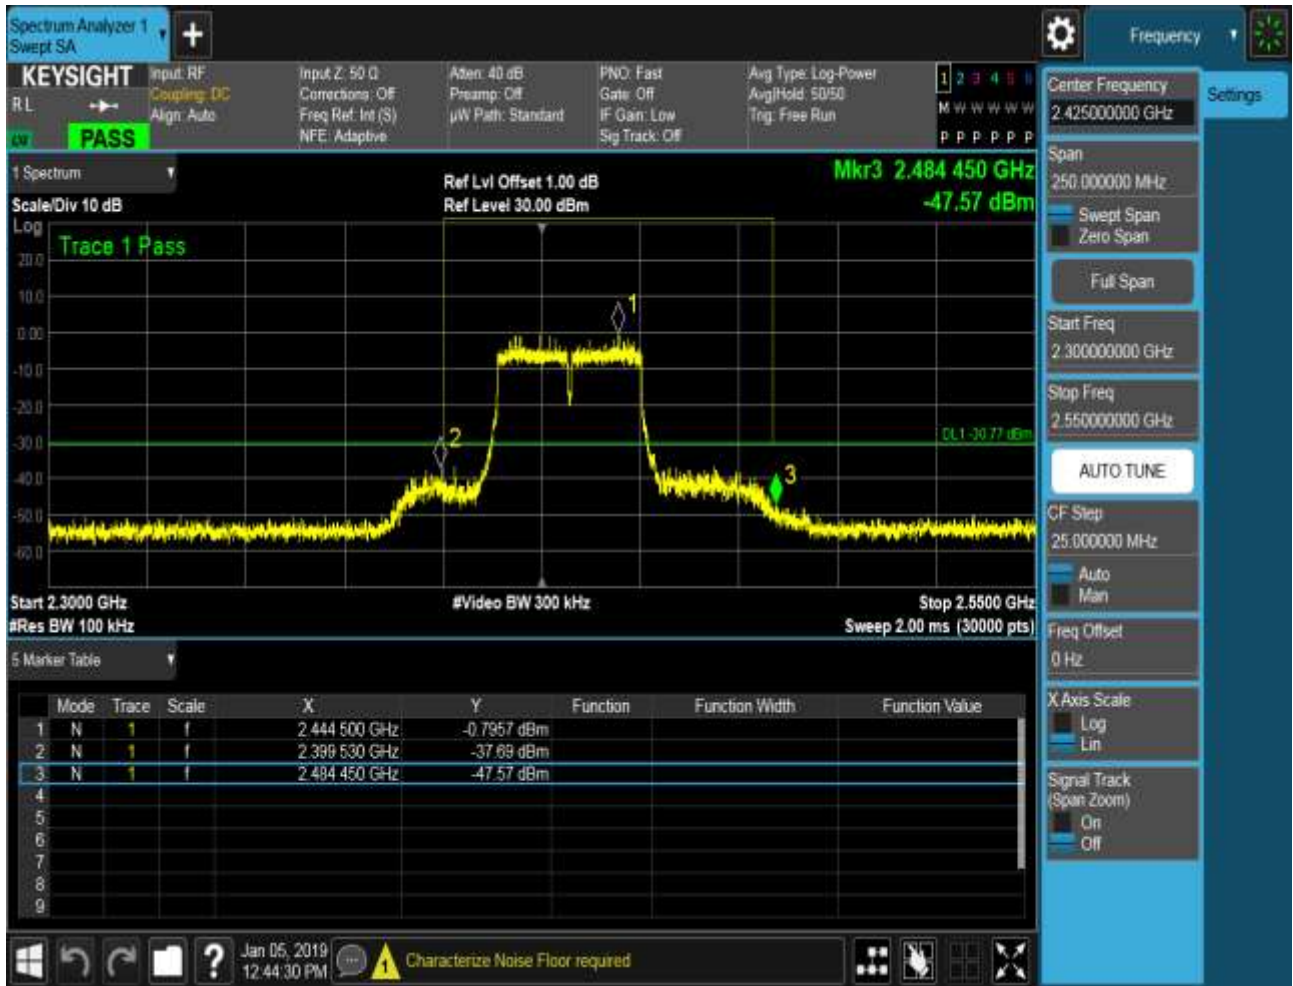 Spectrum Analyzer 1
Swept SA
+
Frequency
KEYSIGHT
R L
PASS
Input: RF
Coupling: DC
Align: Auto
Input Z: 50 Ω
Corrections: Off
Freq Ref: Int (S)
NFE: Adaptive
Atten: 40 dB
Preamp: Off
µW Path: Standard
PNO: Fast
Gate: Off
IF Gain: Low
Sig Track: Off
Avg Type: Log-Power
Avg|Hold: 50/50
Trig: Free Run
1 2 3 4 5 6
M W W W W W
P P P P P P
1 Spectrum
Scale/Div 10 dB
Ref Lvl Offset 1.00 dB
Ref Level 30.00 dBm
Mkr3 2.484 450 GHz
-47.57 dBm
Log
Trace 1 Pass
20.0
10.0
0.00
-10.0
-20.0
-30.0
-40.0
-50.0
-60.0
1
2
3
DL1 -30.77 dBm
Start 2.3000 GHz
#Res BW 100 kHz
#Video BW 300 kHz
Stop 2.5500 GHz
Sweep 2.00 ms (30000 pts)
5 Marker Table
Mode Trace Scale X Y Function Function Width Function Value
1 N 1 f 2.444 500 GHz -0.7957 dBm
2 N 1 f 2.399 530 GHz -37.69 dBm
3 N 1 f 2.484 450 GHz -47.57 dBm
4
5
6
7
8
9
Center Frequency
2.425000000 GHz
Settings
Span
250.000000 MHz
Swept Span
Zero Span
Full Span
Start Freq
2.300000000 GHz
Stop Freq
2.550000000 GHz
AUTO TUNE
CF Step
25.000000 MHz
Auto
Man
Freq Offset
0 Hz
X Axis Scale
Log
Lin
Signal Track
(Span Zoom)
On
Off
?
Jan 05, 2019
12:44:30 PM
1
Characterize Noise Floor required